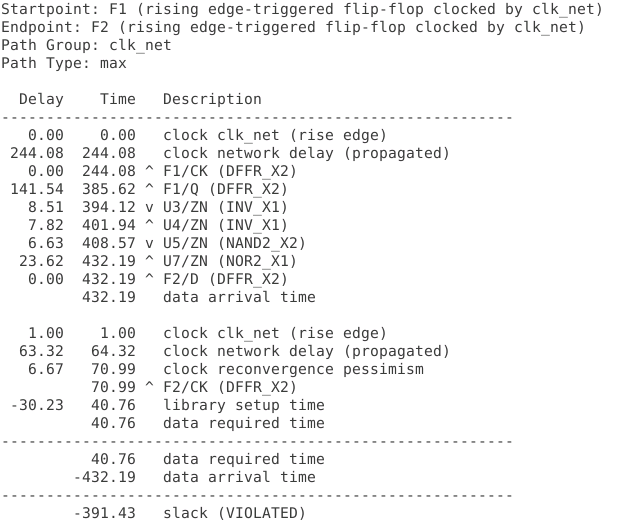 Startpoint: F1 (rising edge-triggered flip-flop clocked by clk_net)
Endpoint: F2 (rising edge-triggered flip-flop clocked by clk_net)
Path Group: clk_net
Path Type: max

  Delay    Time   Description
---------------------------------------------------------
   0.00    0.00   clock clk_net (rise edge)
 244.08  244.08   clock network delay (propagated)
   0.00  244.08 ^ F1/CK (DFFR_X2)
 141.54  385.62 ^ F1/Q (DFFR_X2)
   8.51  394.12 v U3/ZN (INV_X1)
   7.82  401.94 ^ U4/ZN (INV_X1)
   6.63  408.57 v U5/ZN (NAND2_X2)
  23.62  432.19 ^ U7/ZN (NOR2_X1)
   0.00  432.19 ^ F2/D (DFFR_X2)
         432.19   data arrival time

   1.00    1.00   clock clk_net (rise edge)
  63.32   64.32   clock network delay (propagated)
   6.67   70.99   clock reconvergence pessimism
          70.99 ^ F2/CK (DFFR_X2)
 -30.23   40.76   library setup time
          40.76   data required time
---------------------------------------------------------
          40.76   data required time
        -432.19   data arrival time
---------------------------------------------------------
        -391.43   slack (VIOLATED)